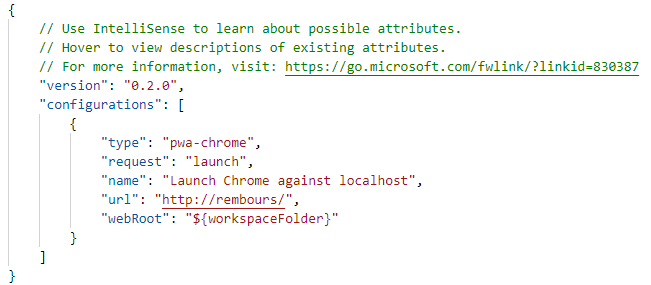 {
    // Use IntelliSense to learn about possible attributes.
    // Hover to view descriptions of existing attributes.
    // For more information, visit: https://go.microsoft.com/fwlink/?linkid=830387
    "version": "0.2.0",
    "configurations": [
        {
            "type": "pwa-chrome",
            "request": "launch",
            "name": "Launch Chrome against localhost",
            "url": "http://rembours/",
            "webRoot": "${workspaceFolder}"
        }
    ]
}